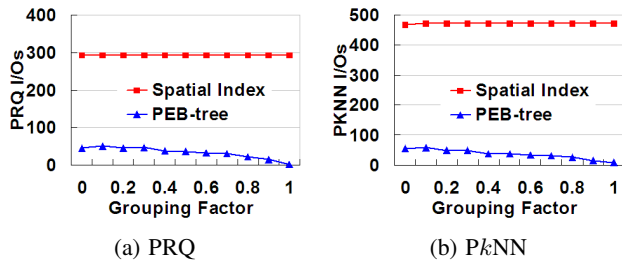 PRQ I/Os
400
300
200
100
0
Spatial Index
PEB-tree
0 0.2 0.4 0.6 0.8 1
Grouping Factor
(a) PRQ
PKNN I/Os
500
400
300
200
100
0
Spatial Index
PEB-tree
0 0.2 0.4 0.6 0.8 1
Grouping Factor
(b) PkNN